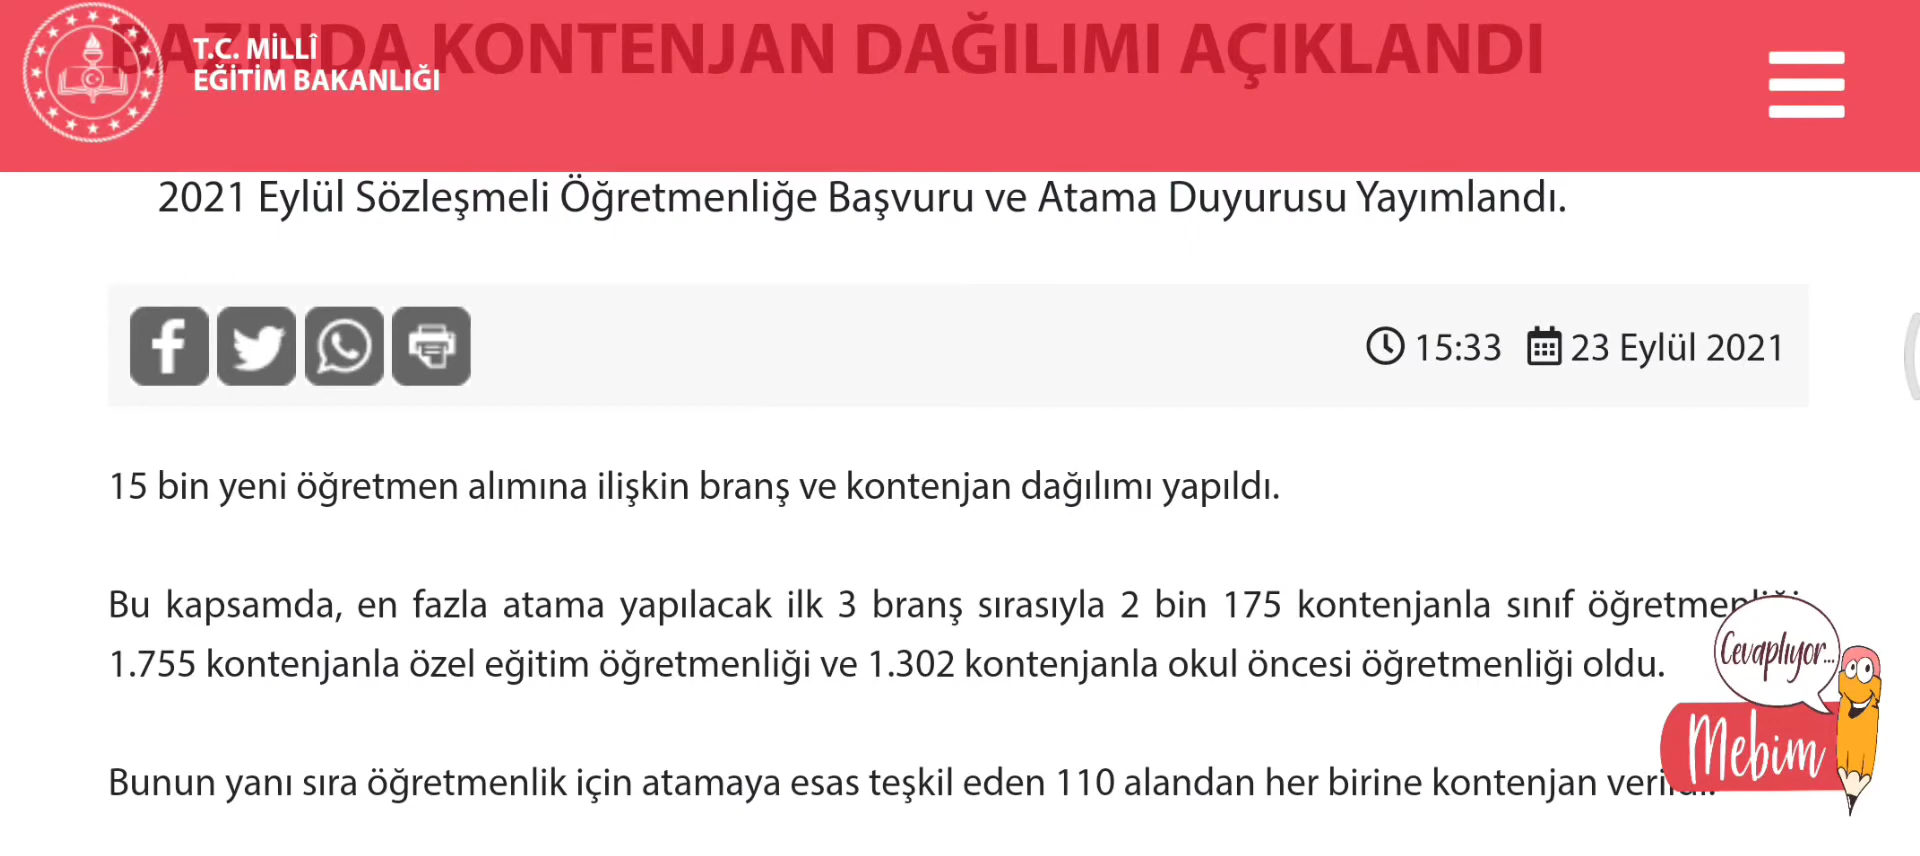 BAZINDA KONTENJAN DAĞILIMI AÇIKLANDI
T.C. MİLLÎ
EĞİTİM BAKANLIĞI
2021 Eylül Sözleşmeli Öğretmenliğe Başvuru ve Atama Duyurusu Yayımlandı.
15:33 23 Eylül 2021
15 bin yeni öğretmen alımına ilişkin branş ve kontenjan dağılımı yapıldı.
Bu kapsamda, en fazla atama yapılacak ilk 3 branş sırasıyla 2 bin 175 kontenjanla sınıf öğretmenliği,
1.755 kontenjanla özel eğitim öğretmenliği ve 1.302 kontenjanla okul öncesi öğretmenliği oldu.
Cevaplıyor...
Mebim
Bunun yanı sıra öğretmenlik için atamaya esas teşkil eden 110 alandan her birine kontenjan verildi.